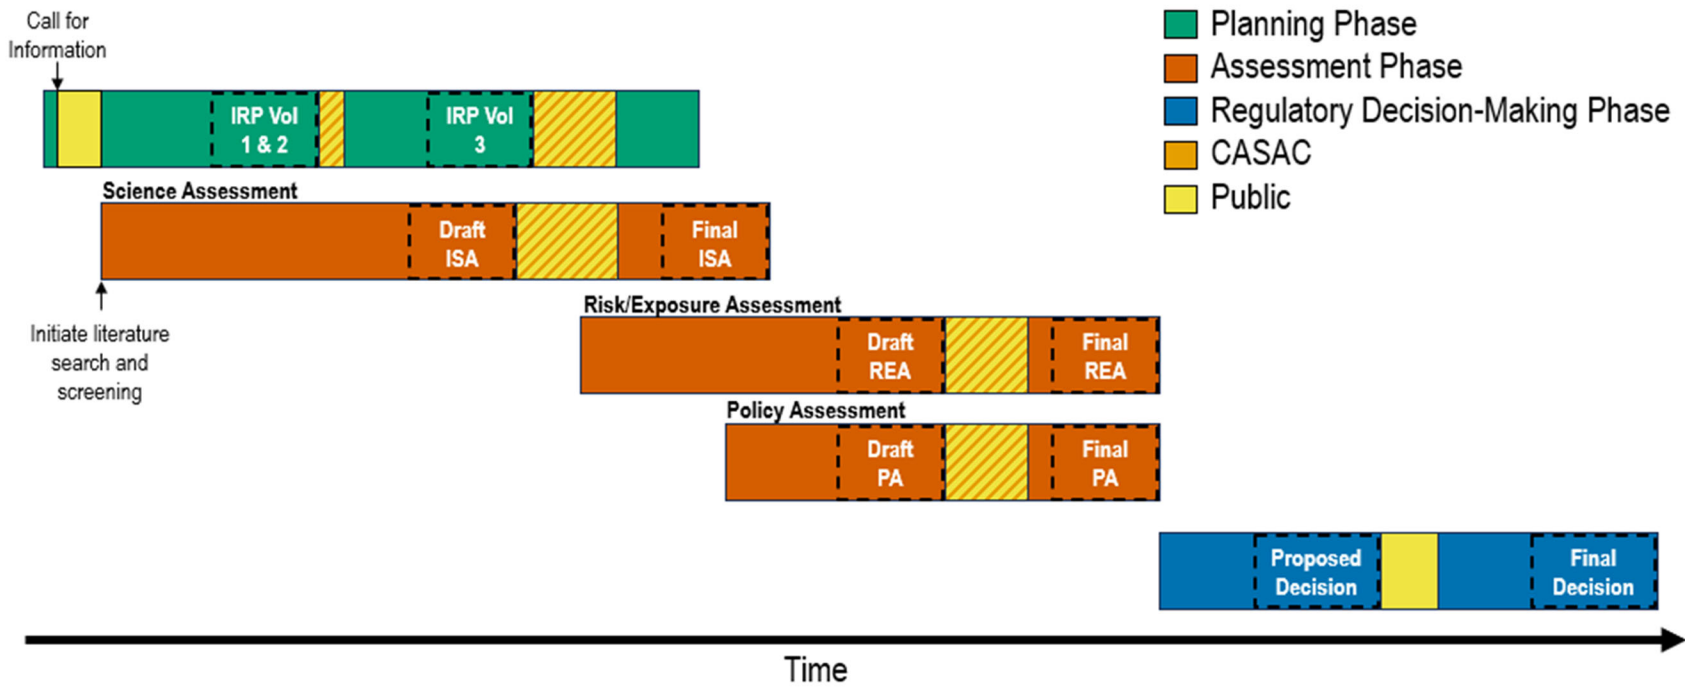 Call for
Information
Planning Phase
Assessment Phase
Regulatory Decision-Making Phase
CASAC
Public
IRP Vol
1 & 2
IRP Vol
3
Science Assessment
Draft
ISA
Final
ISA
Initiate literature
search and
screening
Risk/Exposure Assessment
Draft
REA
Final
REA
Policy Assessment
Draft
PA
Final
PA
Proposed
Decision
Final
Decision
Time